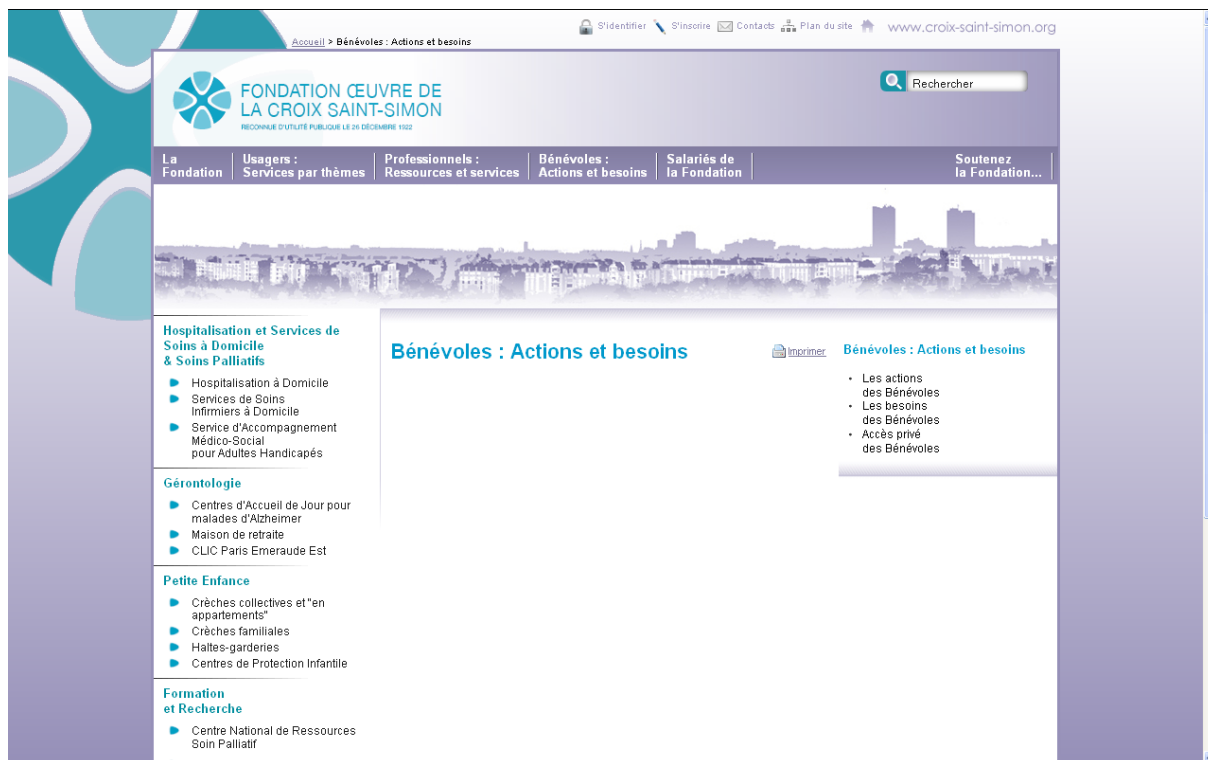 S'identifier S'inscrire Contacts Plan du site www.croix-saint-simon.org
Accueil > Bénévoles : Actions et besoins
FONDATION ŒUVRE DE
LA CROIX SAINT-SIMON
RECONNUE D'UTILITÉ PUBLIQUE LE 26 DÉCEMBRE 1922
Rechercher
La
Fondation
Usagers :
Services par thèmes
Professionnels :
Ressources et services
Bénévoles :
Actions et besoins
Salariés de
la Fondation
Soutenez
la Fondation...
Hospitalisation et Services de
Soins à Domicile
& Soins Palliatifs
Hospitalisation à Domicile
Services de Soins
Infirmiers à Domicile
Service d'Accompagnement
Médico-Social
pour Adultes Handicapés
Gérontologie
Centres d'Accueil de Jour pour
malades d'Alzheimer
Maison de retraite
CLIC Paris Emeraude Est
Petite Enfance
Crèches collectives et "en
appartements"
Crèches familiales
Haltes-garderies
Centres de Protection Infantile
Formation
et Recherche
Centre National de Ressources
Soin Palliatif
Bénévoles : Actions et besoins
Imprimer
Bénévoles : Actions et besoins
Les actions
des Bénévoles
Les besoins
des Bénévoles
Accès privé
des Bénévoles